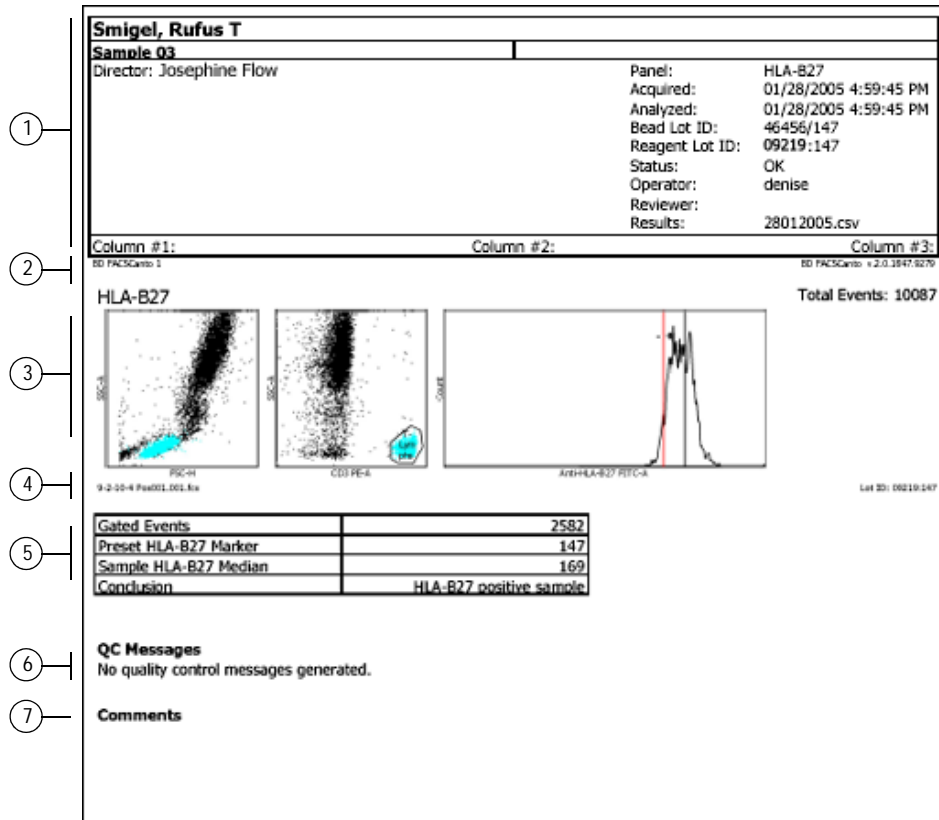 Smigel, Rufus T
Sample 03
Director: Josephine Flow
Panel: HLA-B27
Acquired: 01/28/2005 4:59:45 PM
Analyzed: 01/28/2005 4:59:45 PM
Bead Lot ID: 46456/147
Reagent Lot ID: 09219:147
Status: OK
Operator: denise
Reviewer:
Results: 28012005.csv
1
Column #1: Column #2: Column #3:
2
BD FACSCanto 1 BD FACSCanto v.2.0.1847.9279
HLA-B27 Total Events: 10087
3
SSC-A SSC-A Count
Lym
phs
FSC-H CD3 PE-A Anti-HLA-B27 FITC-A
4
9-2-10-4 Pos001.001.fcs Lot ID: 09219:147
5
Gated Events 2582
Preset HLA-B27 Marker 147
Sample HLA-B27 Median 169
Conclusion HLA-B27 positive sample
6
QC Messages
No quality control messages generated.
7
Comments